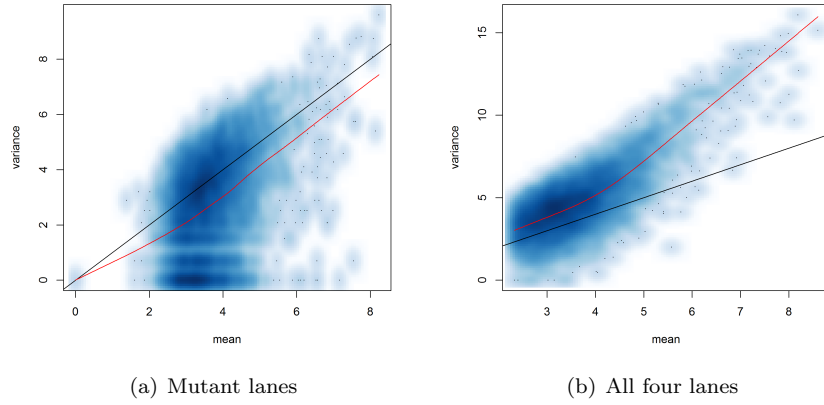 variance
0 2 4 6 8
0 2 4 6 8
mean
variance
0 5 10 15
3 4 5 6 7 8
mean
(a) Mutant lanes
(b) All four lanes